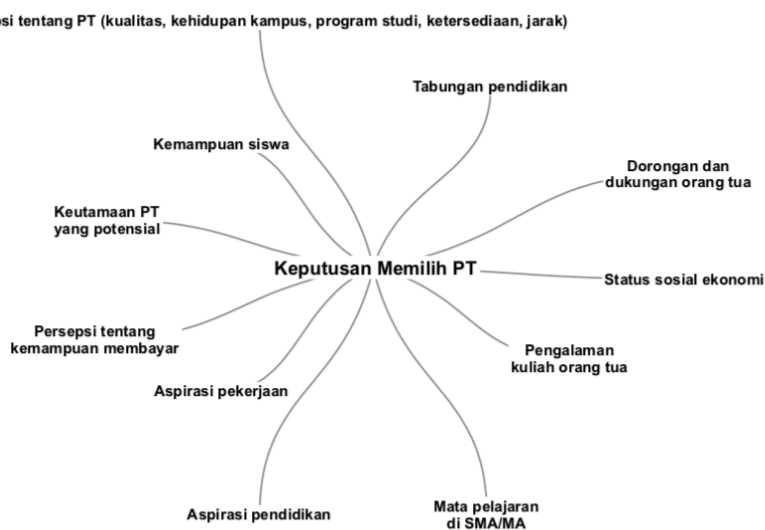 tentang PT (kualitas, kehidupan kampus, program studi, ketersediaan, jarak)
Tabungan pendidikan
Kemampuan siswa
Dorongan dan
dukungan orang tua
Keutamaan PT
yang potensial
Keputusan Memilih PT
Status sosial ekonomi
Persepsi tentang
kemampuan membayar
Pengalaman
kuliah orang tua
Aspirasi pekerjaan
Aspirasi pendidikan
Mata pelajaran
di SMA/MA